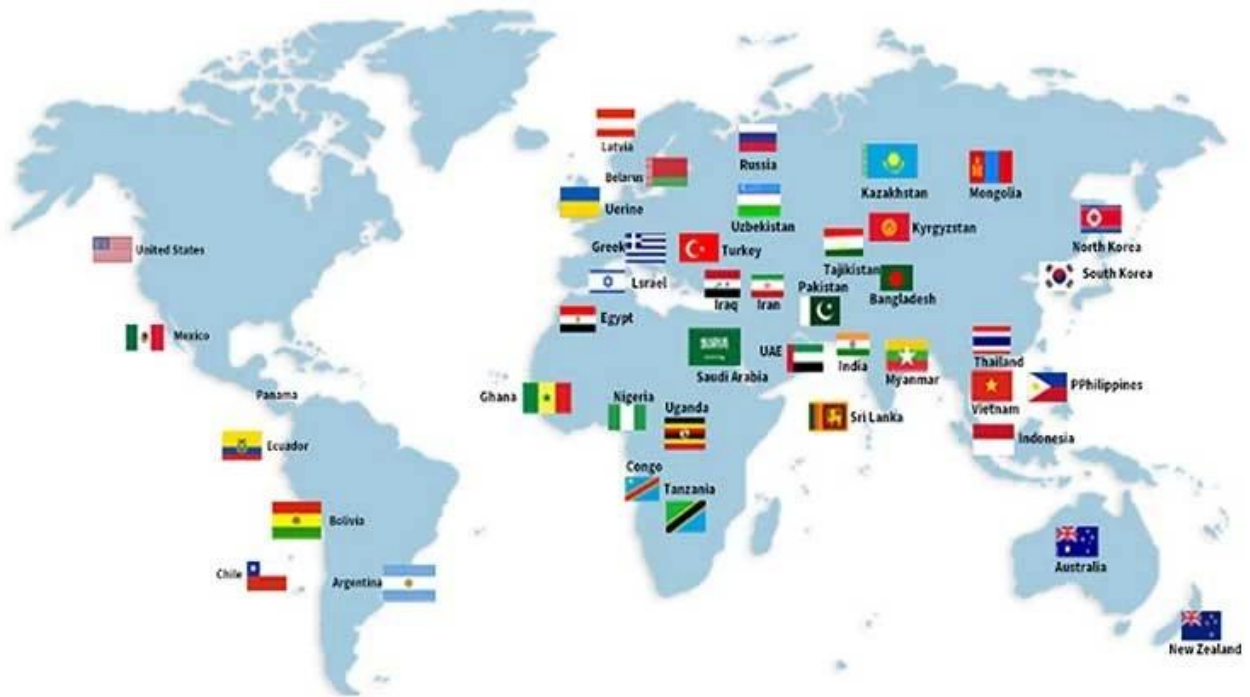 Latvia
Russia
Belarus
Kazakhstan
Mongolia
Uerine
Uzbekistan
Kyrgyzstan
United States
Greek
Turkey
Tajikistan
North Korea
South Korea
Lsrael
Iraq
Iran
Pakistan
Bangladesh
Egypt
Mexico
UAE
India
Thailand
Saudi Arabia
Myanmar
PPhilippines
Panama
Ghana
Nigeria
Uganda
Vietnam
Sri Lanka
Ecuador
Indonesia
Congo
Tanzania
Bolivia
Australia
Chile
Argentina
New Zealand